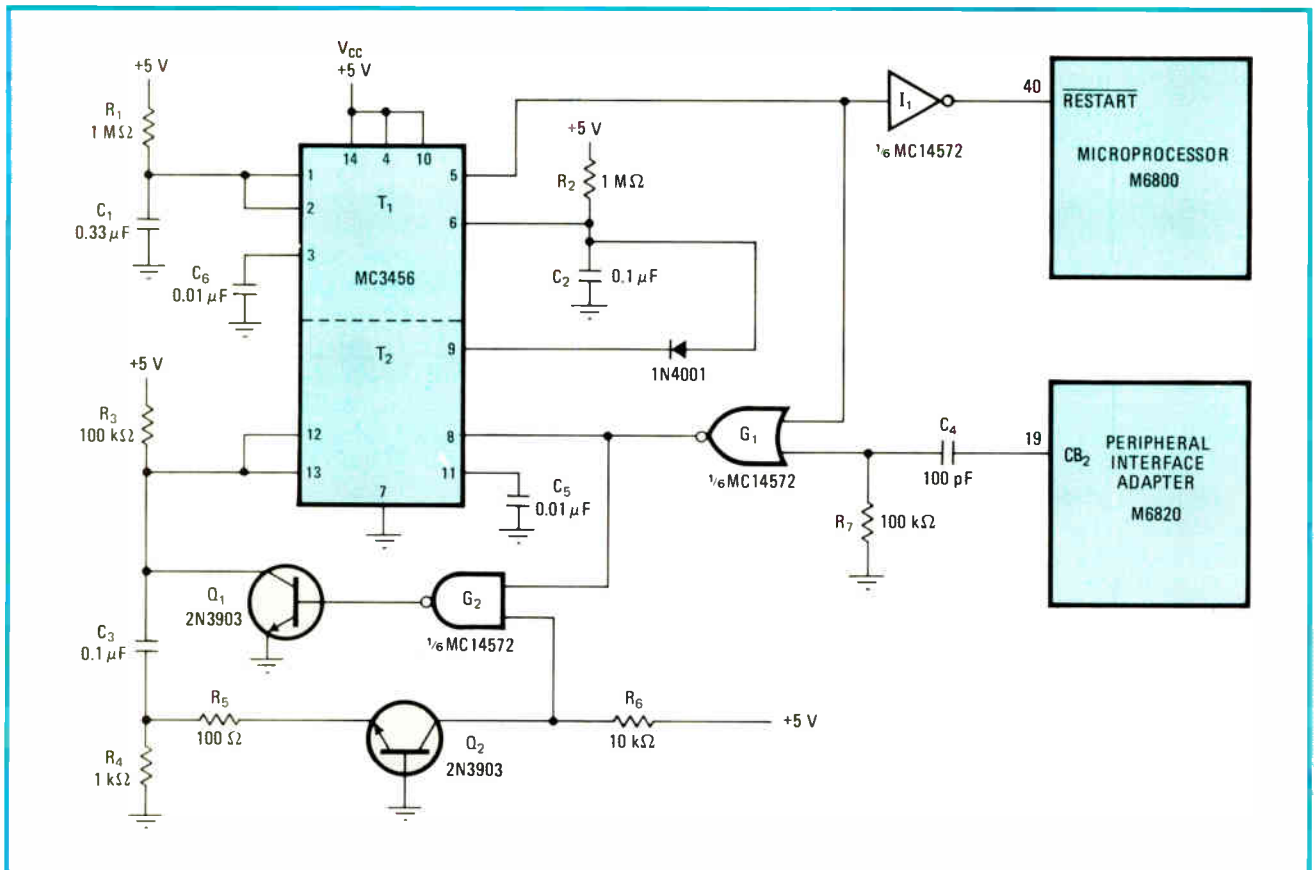 +5 V
R1
1 MΩ
C1
0.33 μF
C6
0.01 μF
VCC
+5 V
14
4
10
1
2
3
T1
MC3456
T2
12
13
7
5
6
9
8
11
+5 V
R2
1 MΩ
C2
0.1 μF
1N4001
I1
1/6 MC14572
40
RESTART
MICROPROCESSOR
M6800
G1
1/6 MC14572
C4
100 pF
19
CB2
PERIPHERAL
INTERFACE
ADAPTER
M6820
R7
100 kΩ
C5
0.01 μF
+5 V
R3
100 kΩ
Q1
2N3903
G2
1/6 MC14572
C3
0.1 μF
R5
100 Ω
Q2
2N3903
R6
10 kΩ
+5 V
R4
1 kΩ